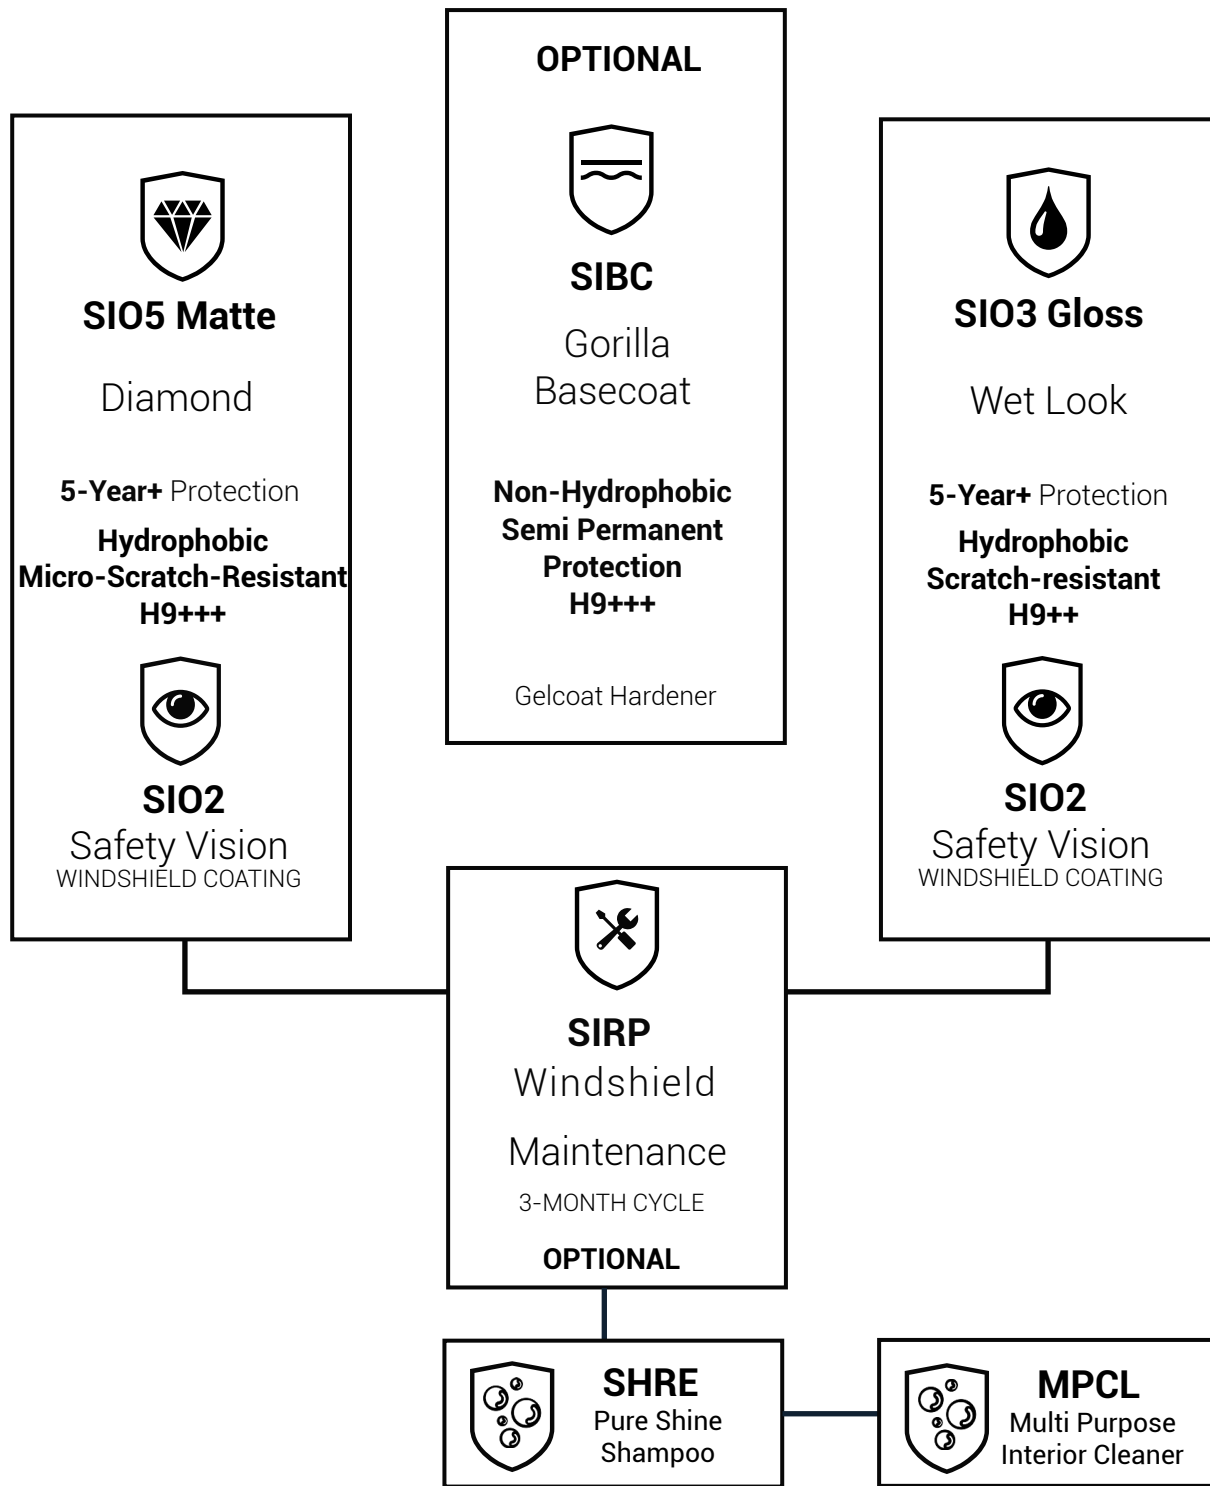 OPTIONAL
SIBC
Gorilla
Basecoat
Non-Hydrophobic
Semi Permanent
Protection
H9+++
Gelcoat Hardener
SIO5 Matte
Diamond
5-Year+ Protection
Hydrophobic
Micro-Scratch-Resistant
H9+++
SIO2
Safety Vision
WINDSHIELD COATING
SIO3 Gloss
Wet Look
5-Year+ Protection
Hydrophobic
Scratch-resistant
H9++
SIO2
Safety Vision
WINDSHIELD COATING
SIRP
Windshield
Maintenance
3-MONTH CYCLE
OPTIONAL
SHRE
Pure Shine
Shampoo
MPCL
Multi Purpose
Interior Cleaner